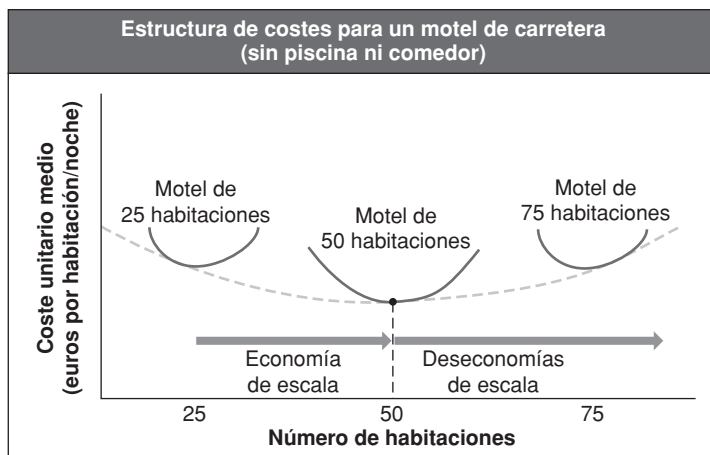 Estructura de costes para un motel de carretera
(sin piscina ni comedor)
Coste unitario medio
(euros por habitación/noche)
Motel de
25 habitaciones
Motel de
50 habitaciones
Motel de
75 habitaciones
Economía
de escala
Deseconomías
de escala
25
50
75
Número de habitaciones